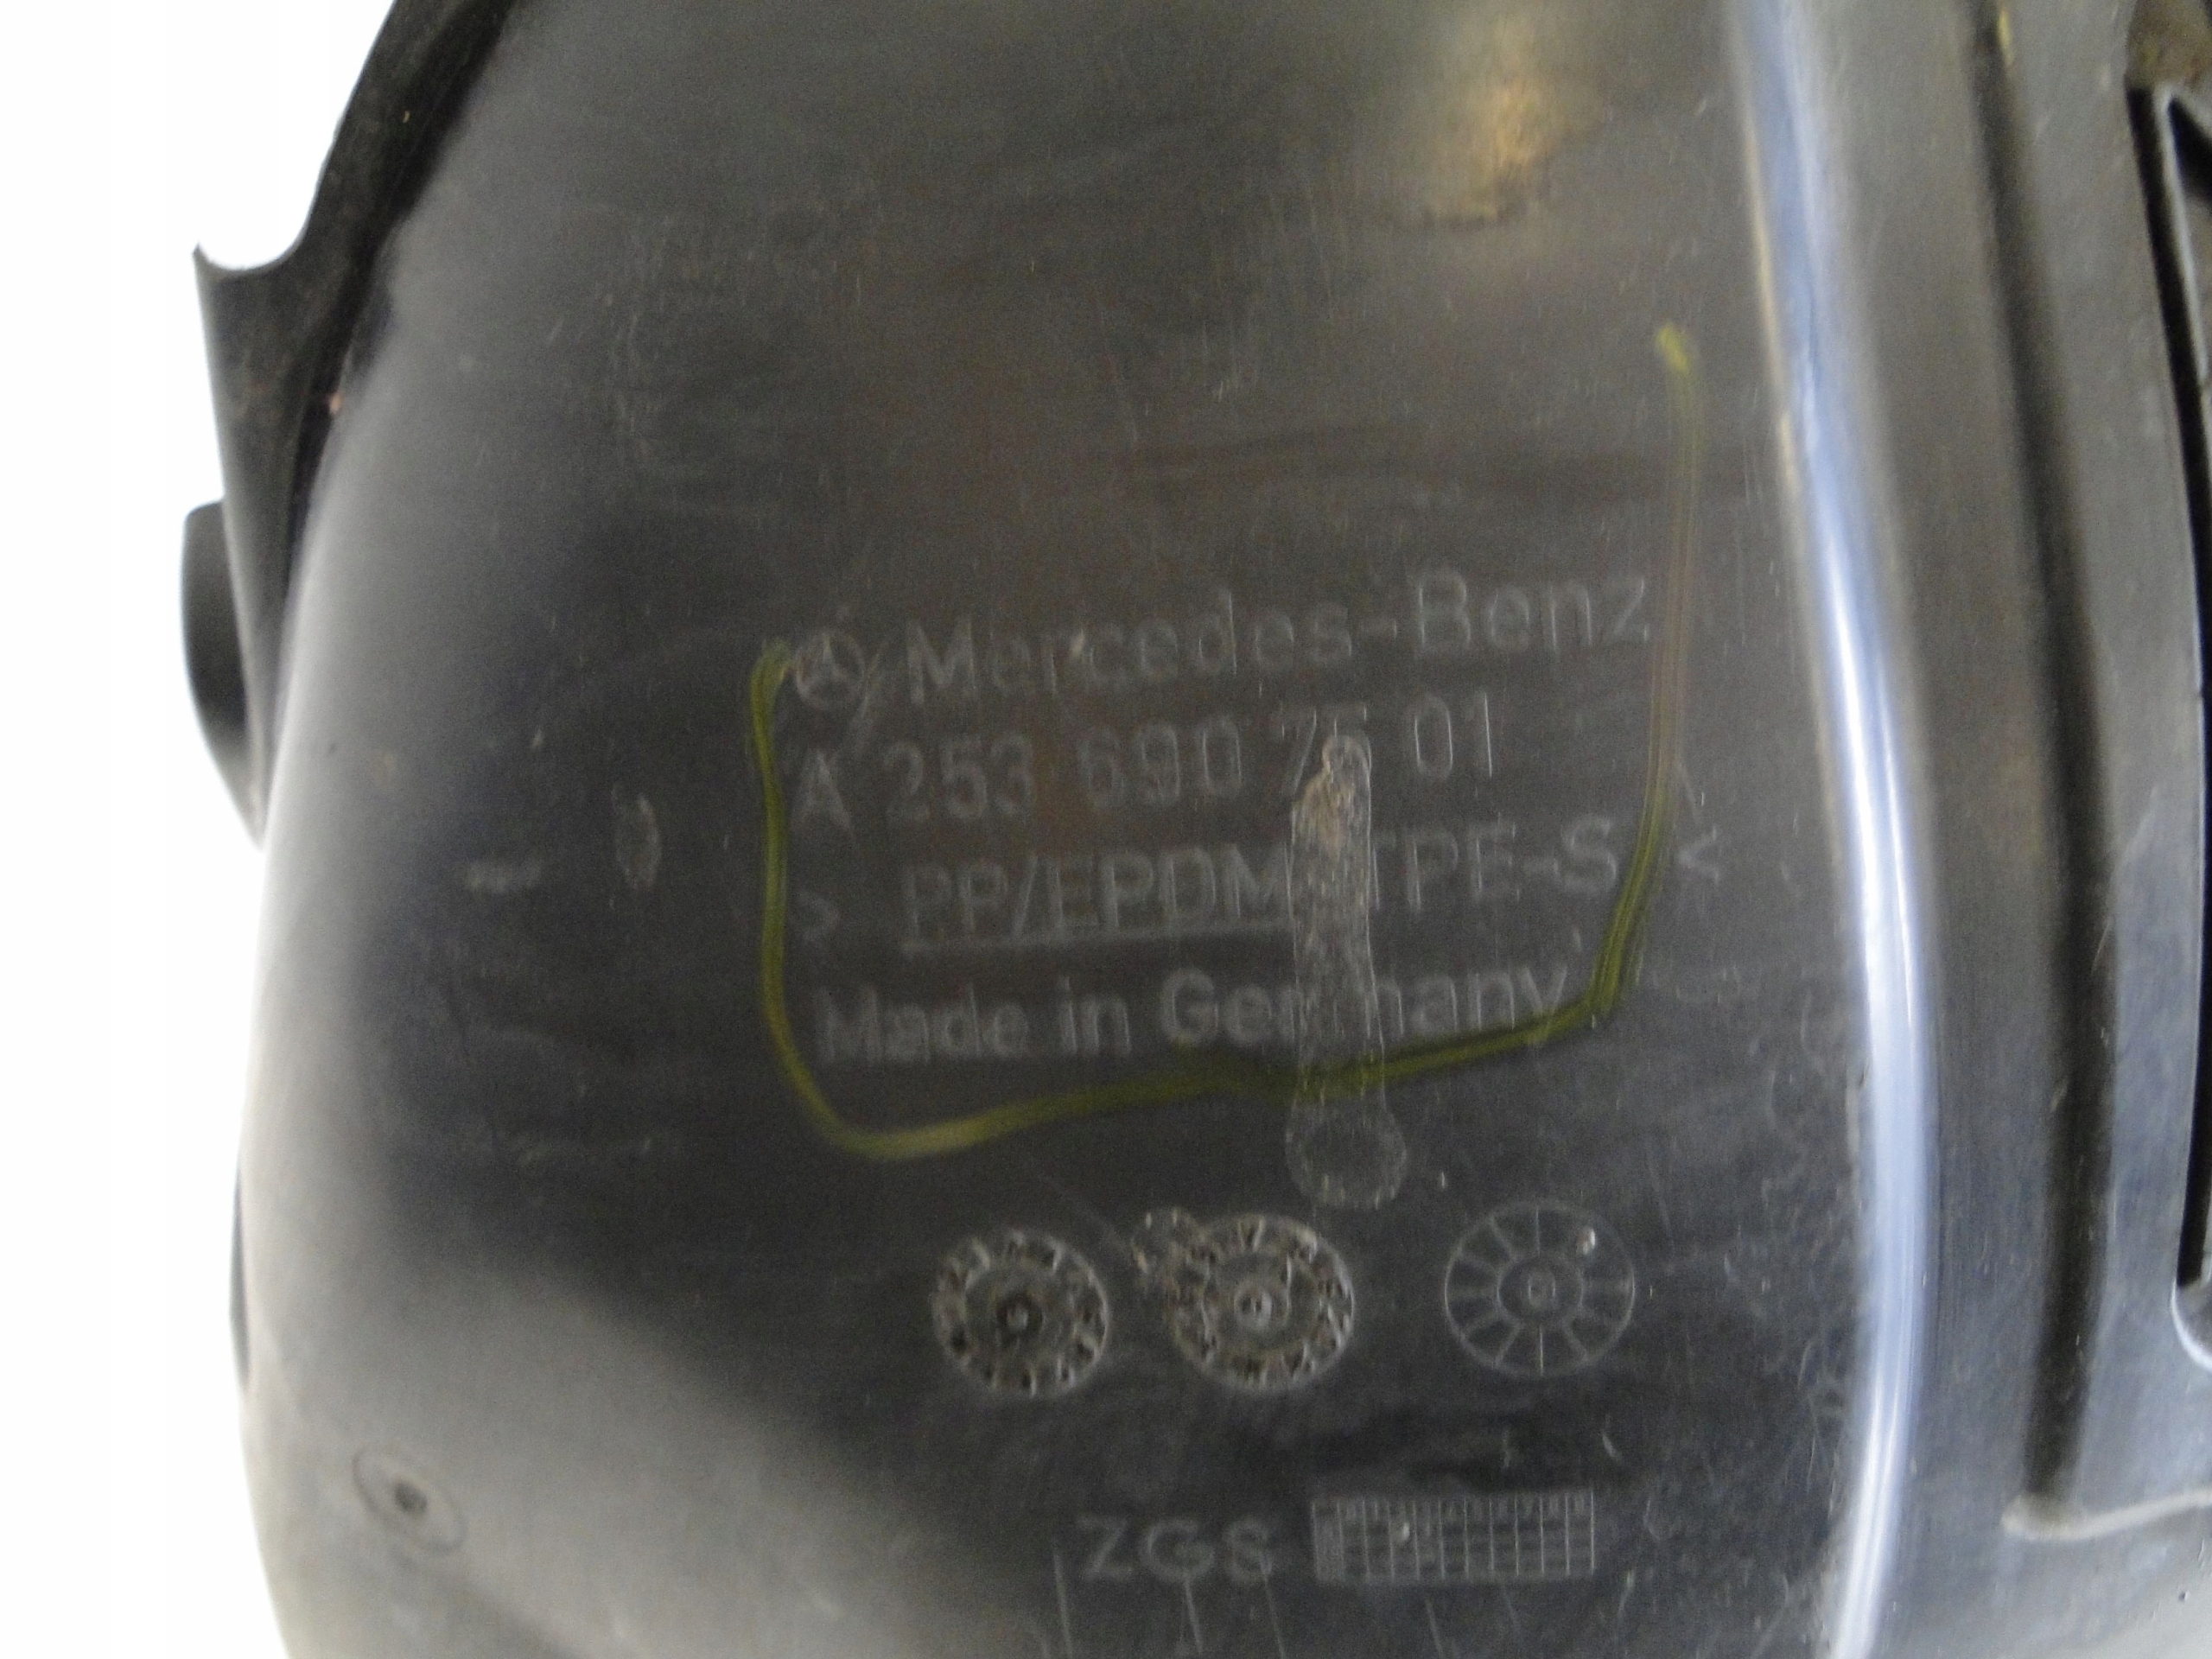 Mercedes-Benz
A 253 690 75 01
> PP/EPDM TPE-S <
Made in Germany
ZGS